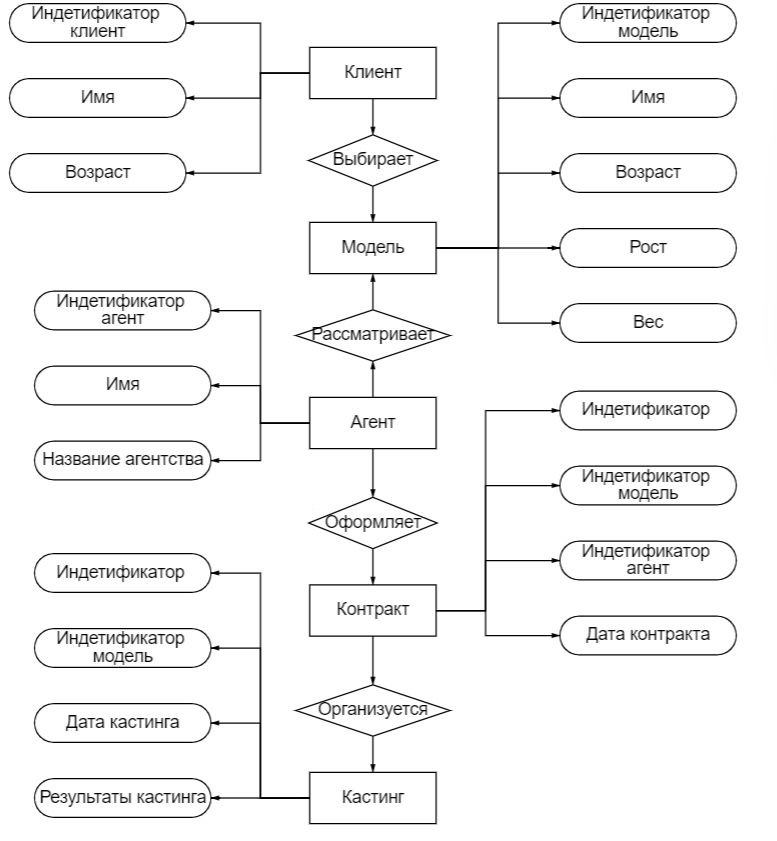 Индетификатор
клиент
Имя
Возраст
Клиент
Выбирает
Модель
Индетификатор
модель
Имя
Возраст
Рост
Вес
Рассматривает
Агент
Индетификатор
агент
Имя
Название агентства
Оформляет
Контракт
Индетификатор
Индетификатор
модель
Индетификатор
агент
Дата контракта
Организуется
Кастинг
Индетификатор
Индетификатор
модель
Дата кастинга
Результаты кастинга